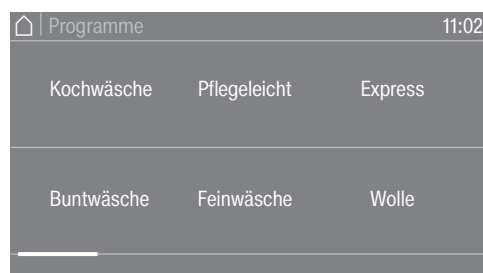 Programme 11:02
Kochwäsche Pflegeleicht Express
Buntwäsche Feinwäsche Wolle